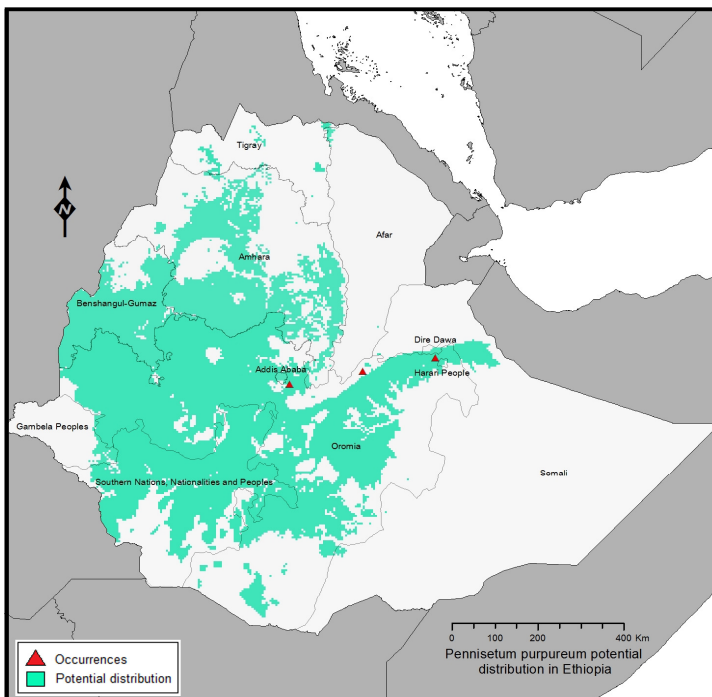 Tigray
Afar
N
Amhara
Benshangul-Gumaz
Dire Dawa
Addis Ababa
Harari People
Gambela Peoples
Oromia
Somali
Southern Nations, Nationalities and Peoples
0 100 200 400 Km
Pennisetum purpureum potential
distribution in Ethiopia
Occurrences
Potential distribution